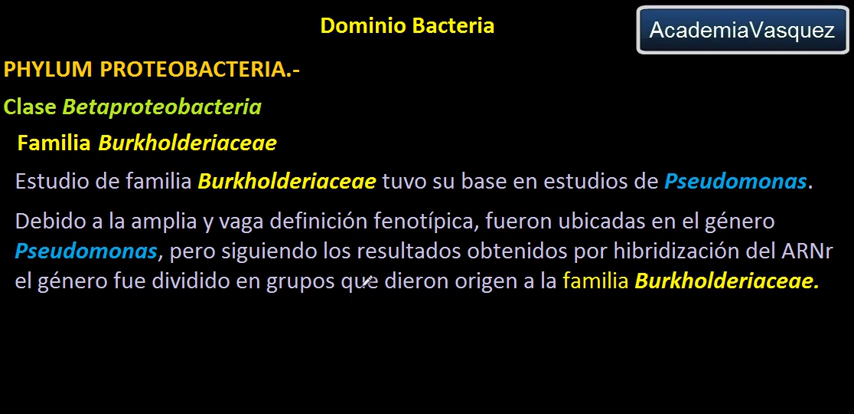 Dominio Bacteria
AcademiaVasquez
PHYLUM PROTEOBACTERIA.-
Clase Betaproteobacteria
Familia Burkholderiaceae
Estudio de familia Burkholderiaceae tuvo su base en estudios de Pseudomonas.
Debido a la amplia y vaga definición fenotípica, fueron ubicadas en el género
Pseudomonas, pero siguiendo los resultados obtenidos por hibridización del ARNr
el género fue dividido en grupos que dieron origen a la familia Burkholderiaceae.